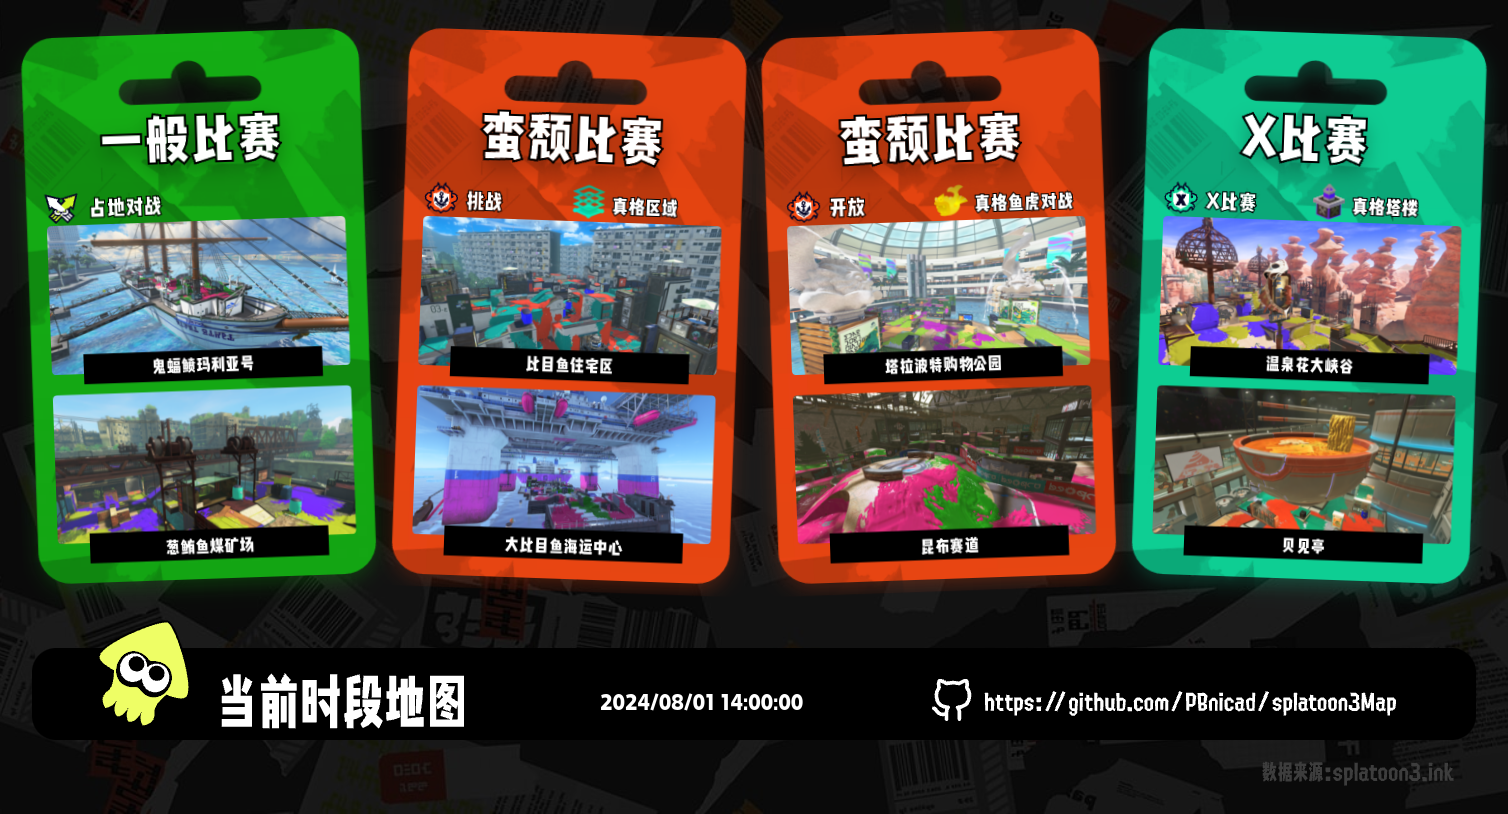 一般比赛
占地对战
鬼蝠鲼玛利亚号
葱鲔鱼煤矿场
蛮颓比赛
挑战
真格区域
比目鱼住宅区
大比目鱼海运中心
蛮颓比赛
开放
真格鱼虎对战
塔拉波特购物公园
昆布赛道
X比赛
X比赛
真格塔楼
温泉花大峡谷
贝见亭
当前时段地图
2024/08/01 14:00:00
https://github.com/PBnicad/splatoon3Map
数据来源:splatoon3.ink